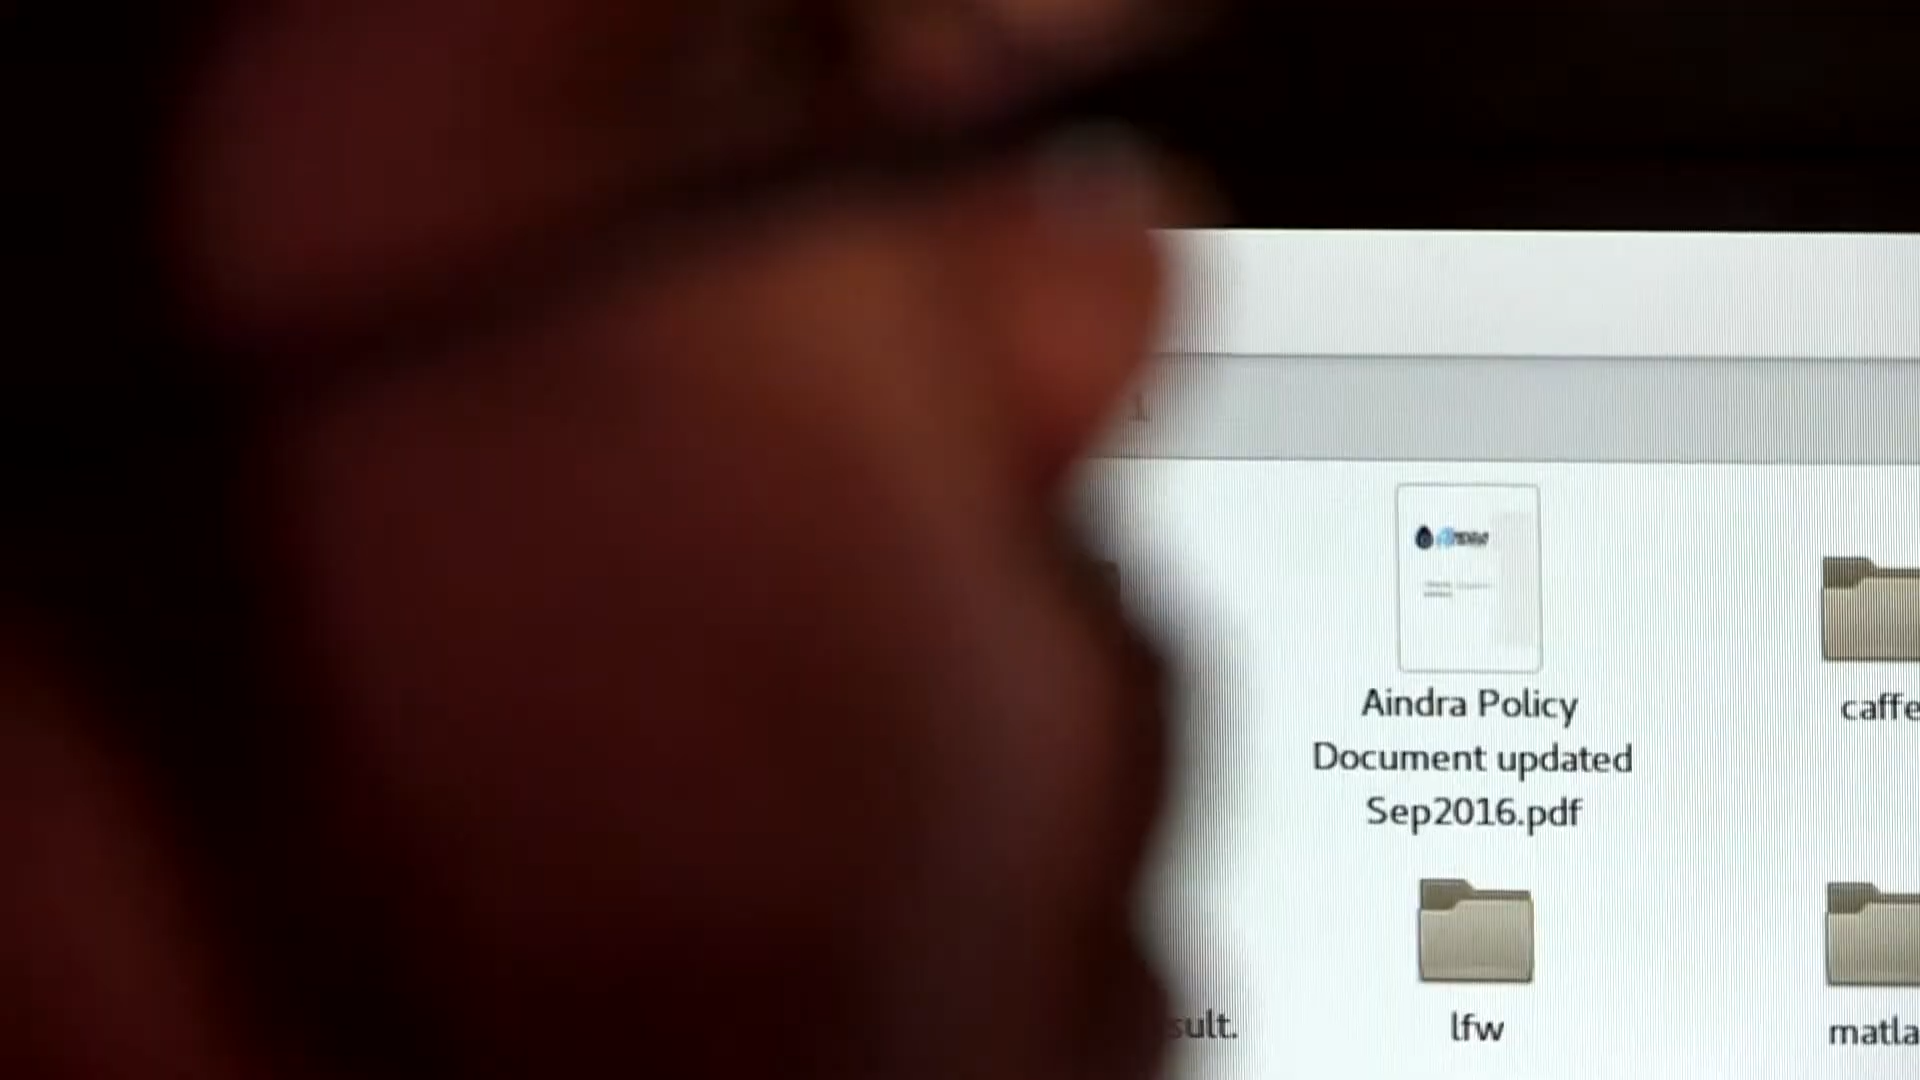 Aindra Policy
Document updated
Sep2016.pdf
caffe
sult.
lfw
matla